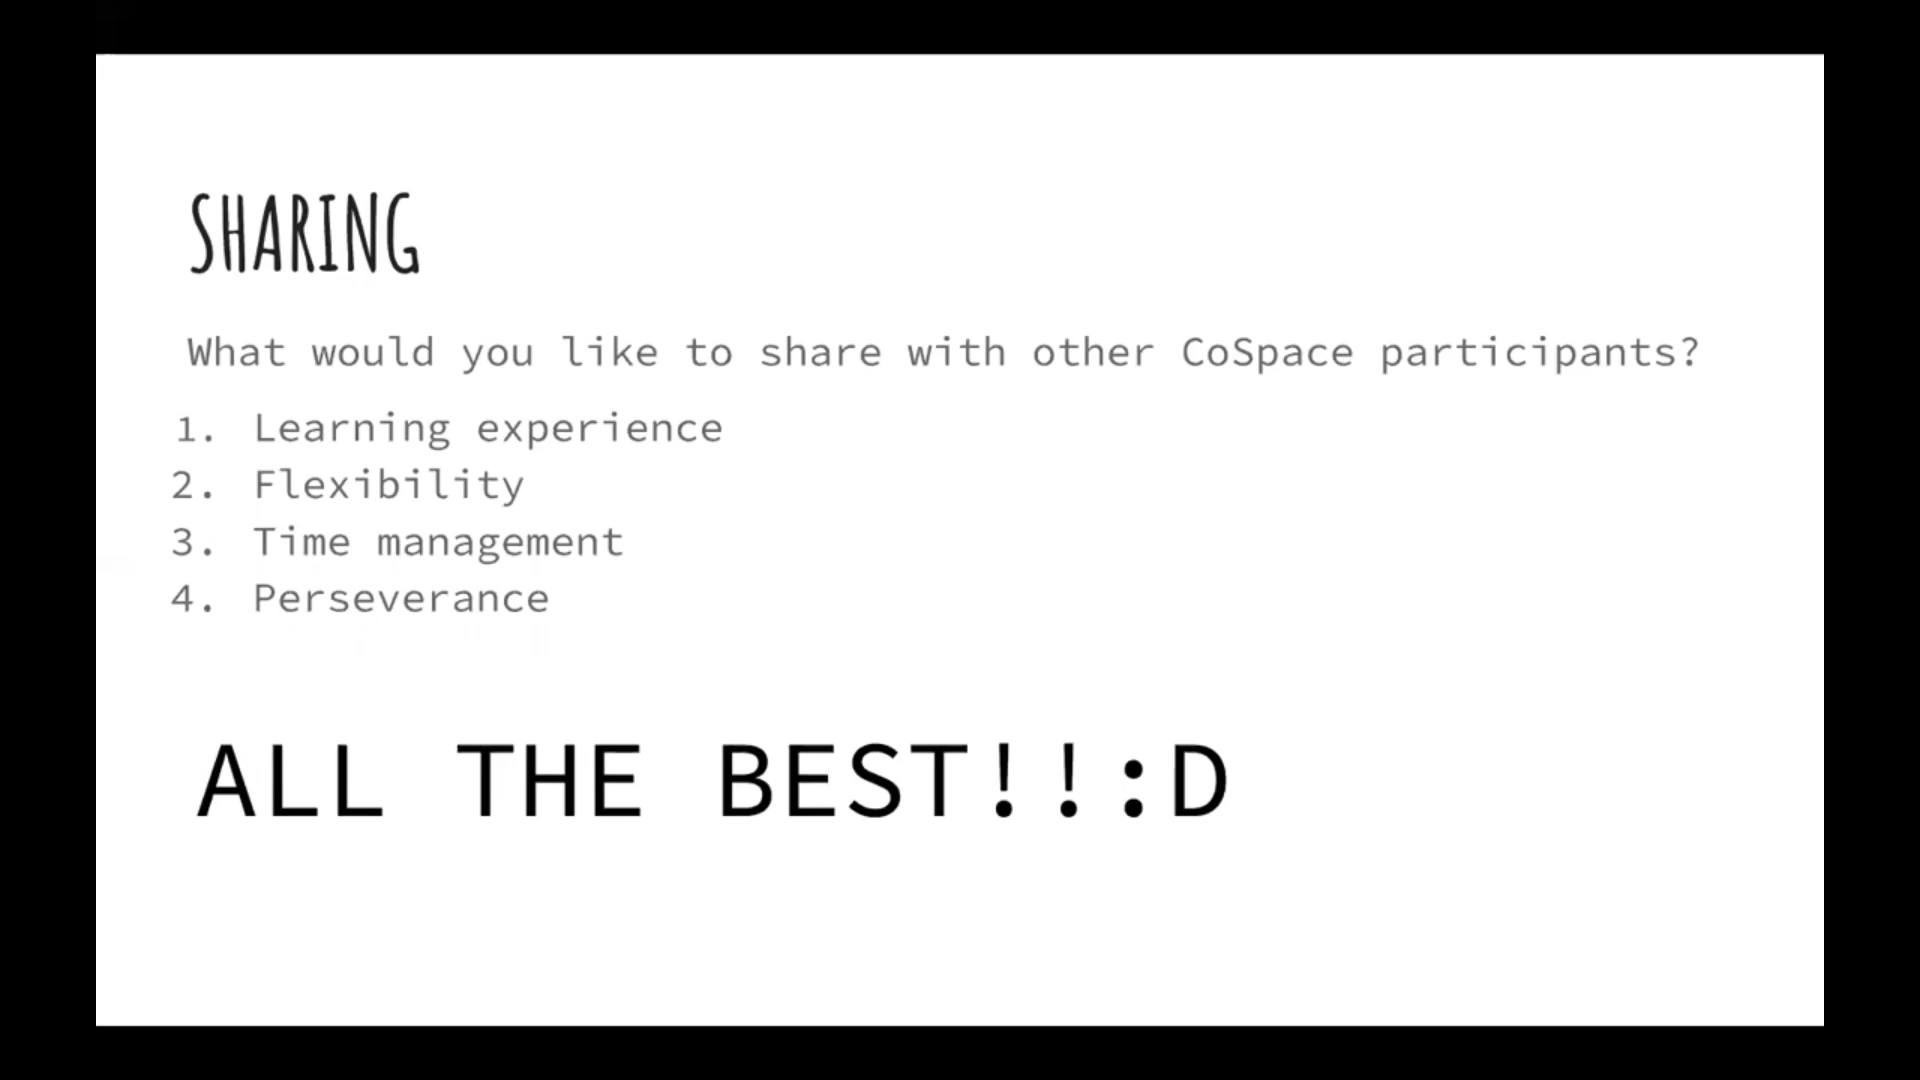 SHARING
What would you like to share with other CoSpace participants?
1. Learning experience
2. Flexibility
3. Time management
4. Perseverance
ALL THE BEST!!:D